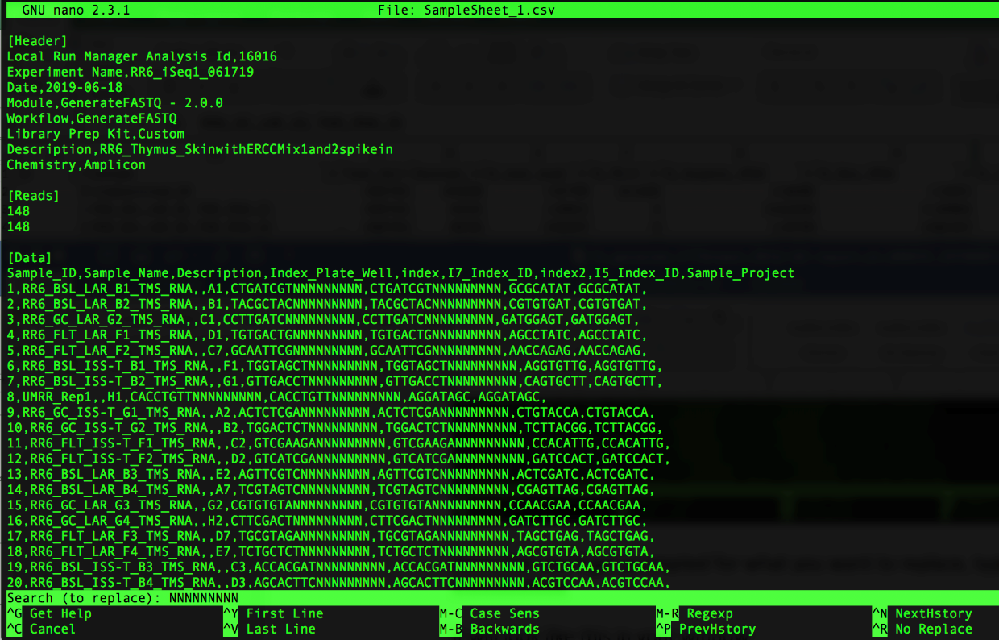 GNU nano 2.3.1 File: SampleSheet_1.csv
[Header]
Local Run Manager Analysis Id,16016
Experiment Name,RR6_iSeq1_061719
Date,2019-06-18
Module,GenerateFASTQ - 2.0.0
Workflow,GenerateFASTQ
Library Prep Kit,Custom
Description,RR6_Thymus_SkinwithERCCMix1and2spikein
Chemistry,Amplicon
[Reads]
148
148
[Data]
Sample_ID,Sample_Name,Description,Index_Plate_Well,index,I7_Index_ID,index2,I5_Index_ID,Sample_Project
1,RR6_BSL_LAR_B1_TMS_RNA,,A1,CTGATCGTNNNNNNNNN,CTGATCGTNNNNNNNNN,GCGCATAT,GCGCATAT,
2,RR6_BSL_LAR_B2_TMS_RNA,,B1,TACGCTACNNNNNNNNN,TACGCTACNNNNNNNNN,CGTGTGAT,CGTGTGAT,
3,RR6_GC_LAR_G2_TMS_RNA,,C1,CCTTGATCNNNNNNNNN,CCTTGATCNNNNNNNNN,GATGGAGT,GATGGAGT,
4,RR6_FLT_LAR_F1_TMS_RNA,,D1,TGTGACTGNNNNNNNNN,TGTGACTGNNNNNNNNN,AGCCTATC,AGCCTATC,
5,RR6_FLT_LAR_F2_TMS_RNA,,C7,GCAATTCGNNNNNNNNN,GCAATTCGNNNNNNNNN,AACCAGAG,AACCAGAG,
6,RR6_BSL_ISS-T_B1_TMS_RNA,,F1,TGGTAGCTNNNNNNNNN,TGGTAGCTNNNNNNNNN,AGGTGTTG,AGGTGTTG,
7,RR6_BSL_ISS-T_B2_TMS_RNA,,G1,GTTGACCTNNNNNNNNN,GTTGACCTNNNNNNNNN,CAGTGCTT,CAGTGCTT,
8,UMRR_Rep1,,H1,CACCTGTTNNNNNNNNN,CACCTGTTNNNNNNNNN,AGGATAGC,AGGATAGC,
9,RR6_GC_ISS-T_G1_TMS_RNA,,A2,ACTCTCGANNNNNNNNN,ACTCTCGANNNNNNNNN,CTGTACCA,CTGTACCA,
10,RR6_GC_ISS-T_G2_TMS_RNA,,B2,TGGACTCTNNNNNNNNN,TGGACTCTNNNNNNNNN,TCTTACGG,TCTTACGG,
11,RR6_FLT_ISS-T_F1_TMS_RNA,,C2,GTCGAAGANNNNNNNNN,GTCGAAGANNNNNNNNN,CCACATTG,CCACATTG,
12,RR6_FLT_ISS-T_F2_TMS_RNA,,D2,GTCATCGANNNNNNNNN,GTCATCGANNNNNNNNN,GATCCACT,GATCCACT,
13,RR6_BSL_LAR_B3_TMS_RNA,,E2,AGTTCGTCNNNNNNNNN,AGTTCGTCNNNNNNNNN,ACTCGATC,ACTCGATC,
14,RR6_BSL_LAR_B4_TMS_RNA,,A7,TCGTAGTCNNNNNNNNN,TCGTAGTCNNNNNNNNN,CGAGTTAG,CGAGTTAG,
15,RR6_GC_LAR_G3_TMS_RNA,,G2,CGTGTGTANNNNNNNNN,CGTGTGTANNNNNNNNN,CCAACGAA,CCAACGAA,
16,RR6_GC_LAR_G4_TMS_RNA,,H2,CTTCGACTNNNNNNNNN,CTTCGACTNNNNNNNNN,GATCTTGC,GATCTTGC,
17,RR6_FLT_LAR_F3_TMS_RNA,,D7,TGCGTAGANNNNNNNNN,TGCGTAGANNNNNNNNN,TAGCTGAG,TAGCTGAG,
18,RR6_FLT_LAR_F4_TMS_RNA,,E7,TCTGCTCTNNNNNNNNN,TCTGCTCTNNNNNNNNN,AGCGTGTA,AGCGTGTA,
19,RR6_BSL_ISS-T_B3_TMS_RNA,,C3,ACCACGATNNNNNNNNN,ACCACGATNNNNNNNNN,GTCTGCAA,GTCTGCAA,
20,RR6_BSL_ISS-T_B4_TMS_RNA,,D3,AGCACTTCNNNNNNNNN,AGCACTTCNNNNNNNNN,ACGTCCAA,ACGTCCAA,
Search (to replace): NNNNNNNNN
^G Get Help ^Y First Line M-C Case Sens M-R Regexp ^N NextHstory
^C Cancel ^V Last Line M-B Backwards ^P PrevHstory ^R No Replace